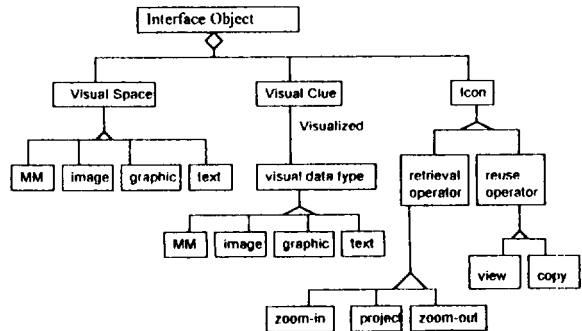 Interface Object
Visual Space
Visual Clue
Icon
Visualized
MM
image
graphic
text
visual data type
retrieval
operator
reuse
operator
MM
image
graphic
text
view
copy
zoom-in
project
zoom-out